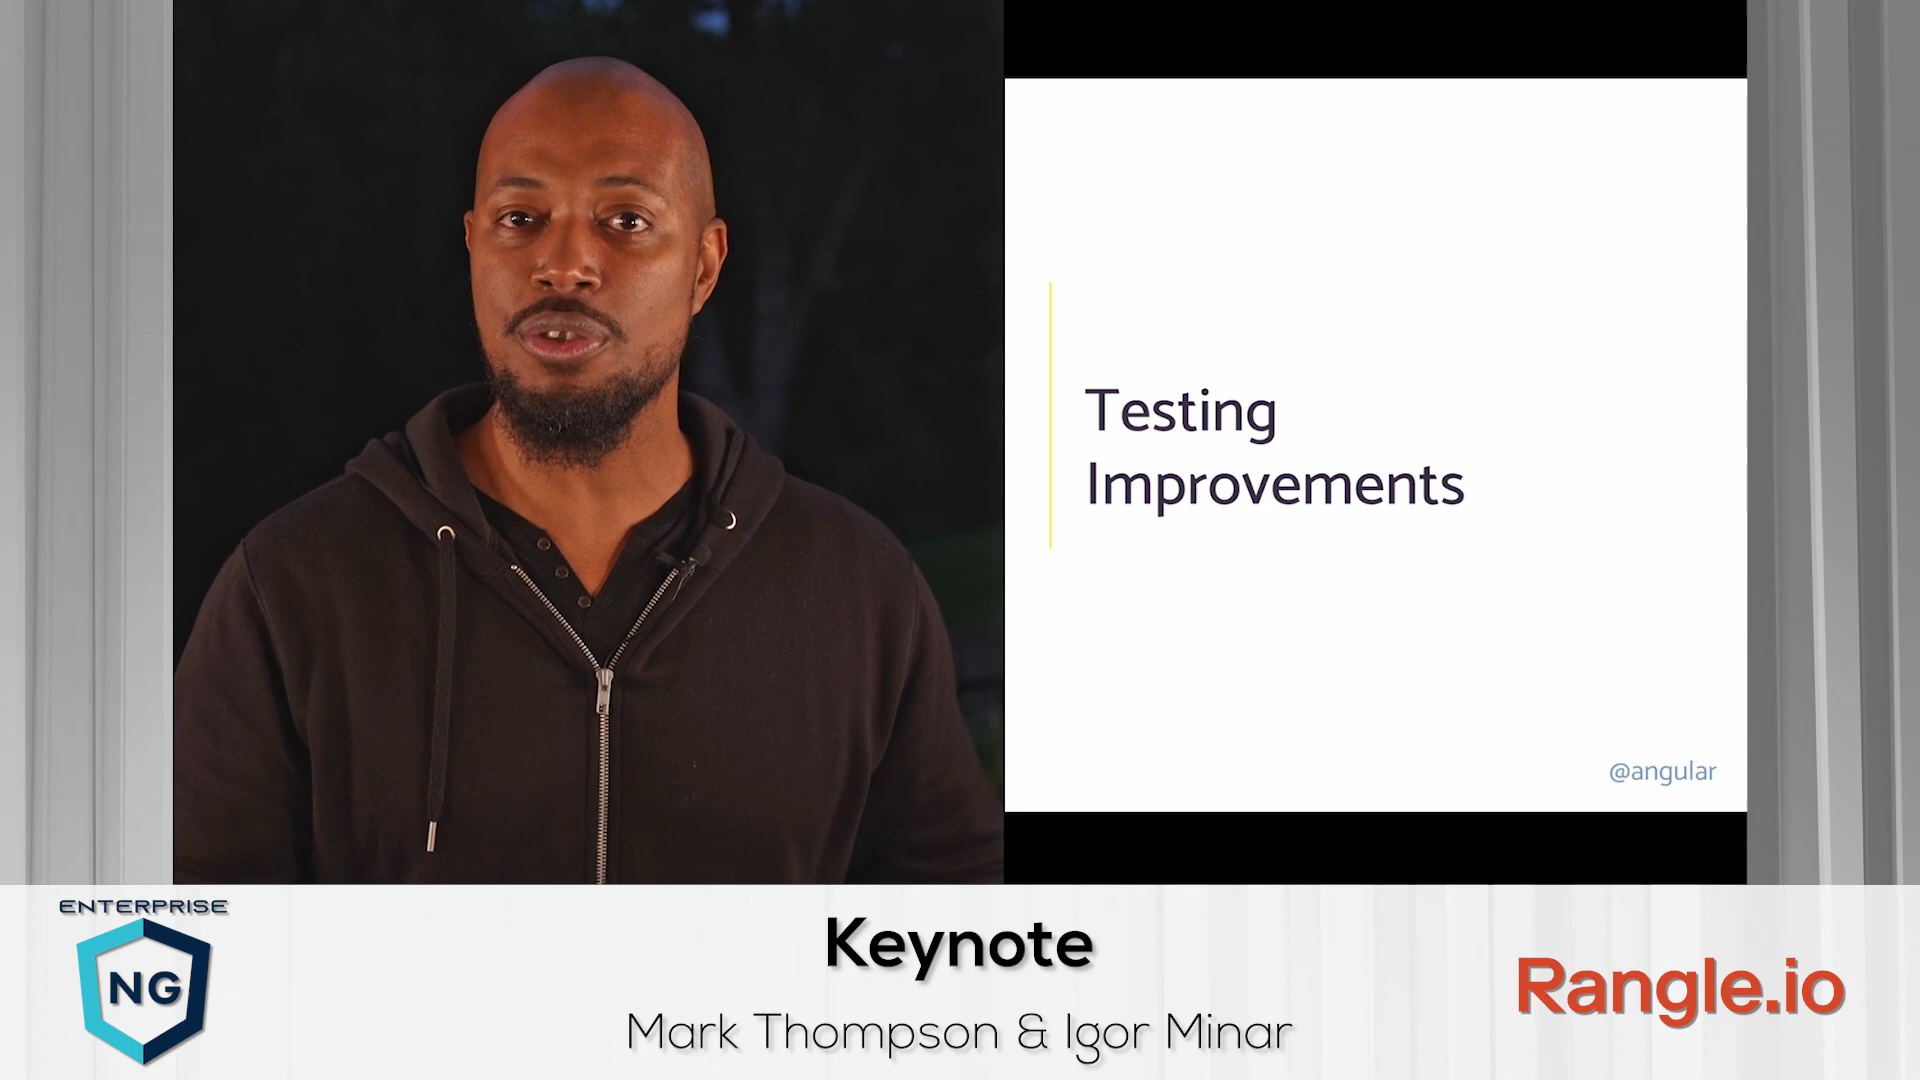 Testing
Improvements
@angular
ENTERPRISE
NG
Keynote
Mark Thompson & Igor Minar
Rangle.io